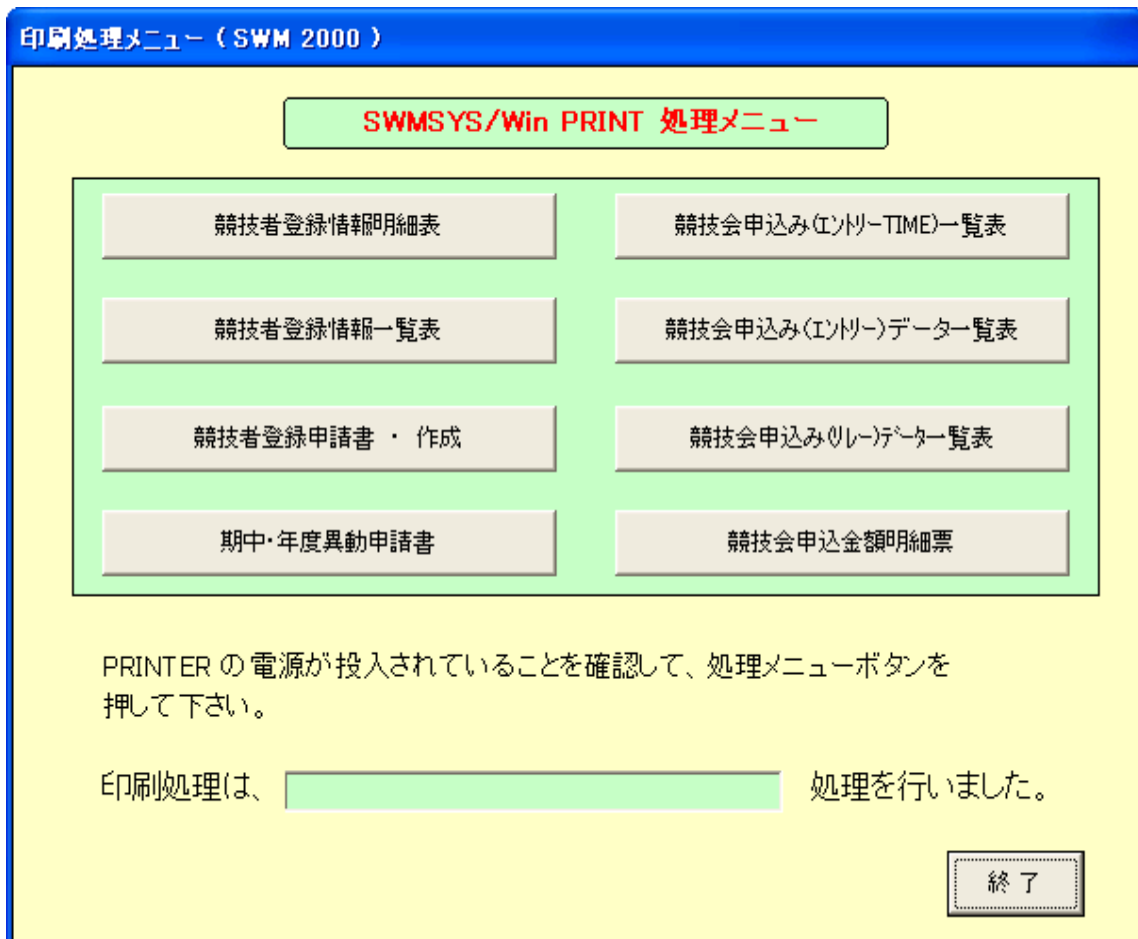 印刷処理メニュー ( SWM 2000 )
SWMSYS/Win PRINT 処理メニュー
競技者登録情報明細表
競技会申込み(ｴﾝﾄﾘｰTIME)一覧表
競技者登録情報一覧表
競技会申込み(ｴﾝﾄﾘｰ)データ一覧表
競技者登録申請書 ・ 作成
競技会申込み(ﾘﾚｰ)ﾃﾞｰﾀ一覧表
期中・年度異動申請書
競技会申込金額明細票
PRINTER の電源が投入されていることを確認して、処理メニューボタンを
押して下さい。
印刷処理は、 処理を行いました。
終 了